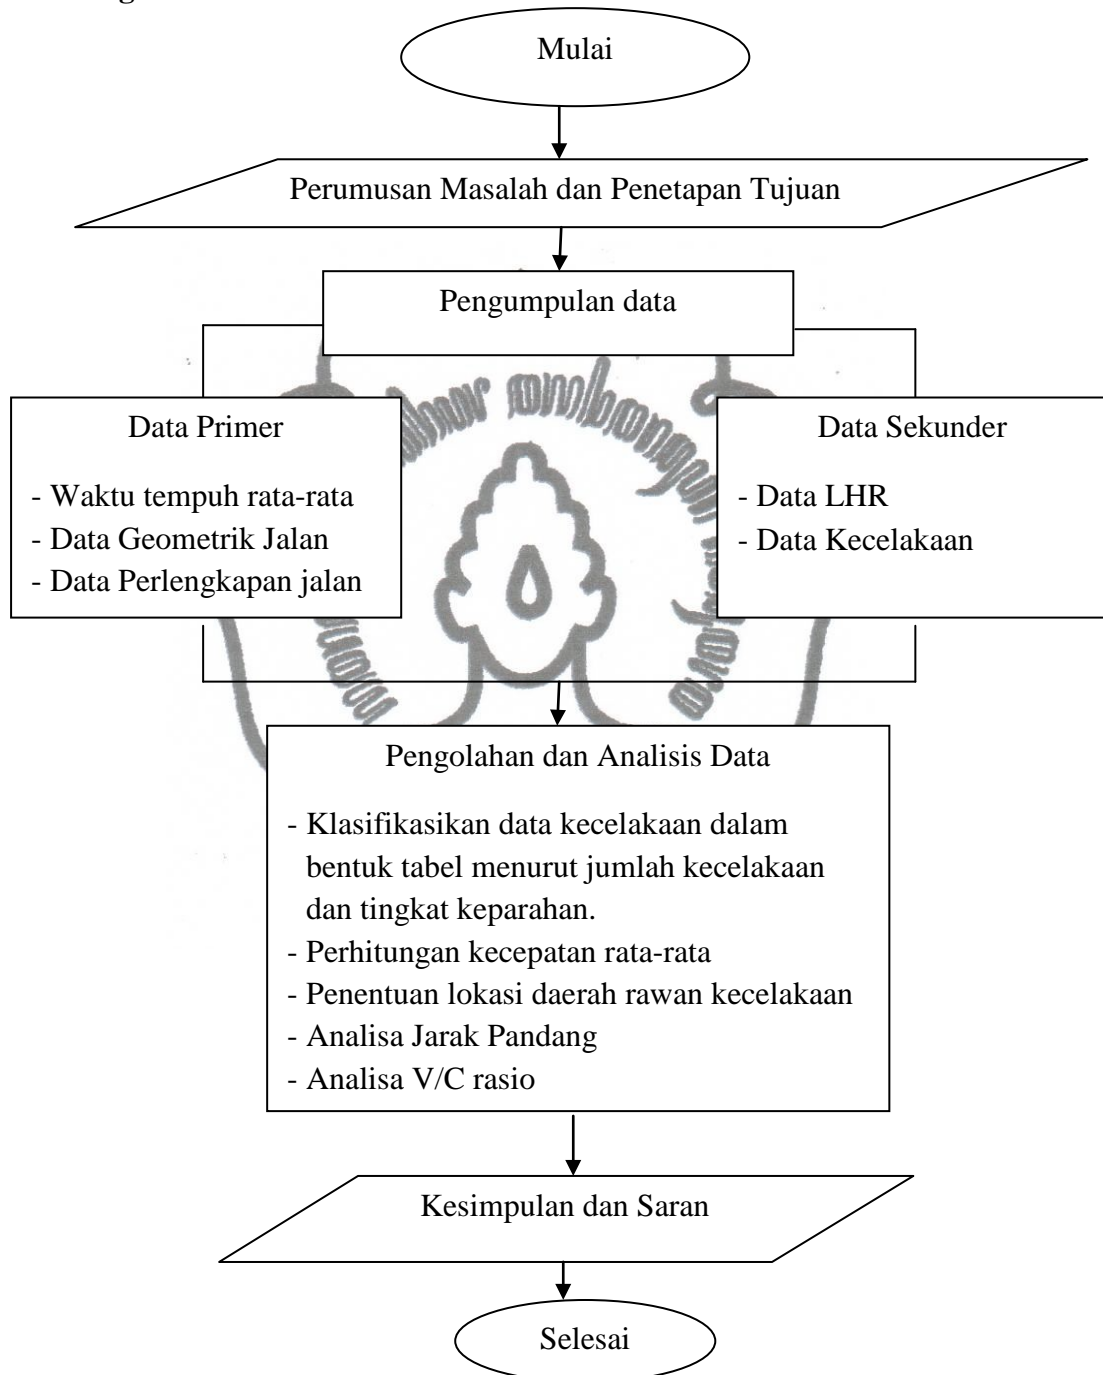 Mulai
Perumusan Masalah dan Penetapan Tujuan
Pengumpulan data
Data Primer
- Waktu tempuh rata-rata
- Data Geometrik Jalan
- Data Perlengkapan jalan
Data Sekunder
- Data LHR
- Data Kecelakaan
Pengolahan dan Analisis Data
- Klasifikasikan data kecelakaan dalam
bentuk tabel menurut jumlah kecelakaan
dan tingkat keparahan.
- Perhitungan kecepatan rata-rata
- Penentuan lokasi daerah rawan kecelakaan
- Analisa Jarak Pandang
- Analisa V/C rasio
Kesimpulan dan Saran
Selesai